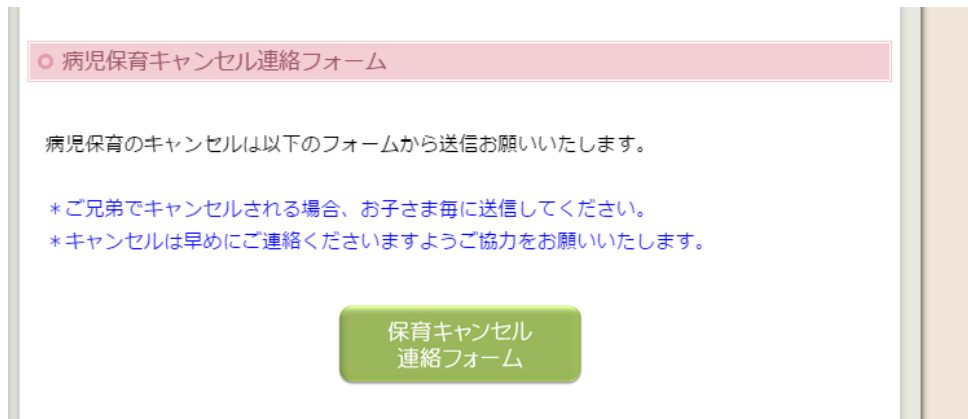 病児保育キャンセル連絡フォーム
病児保育のキャンセルは以下のフォームから送信お願いいたします。
＊ご兄弟でキャンセルされる場合、お子さま毎に送信してください。
＊キャンセルは早めにご連絡くださいますようご協力をお願いいたします。
保育キャンセル
連絡フォーム